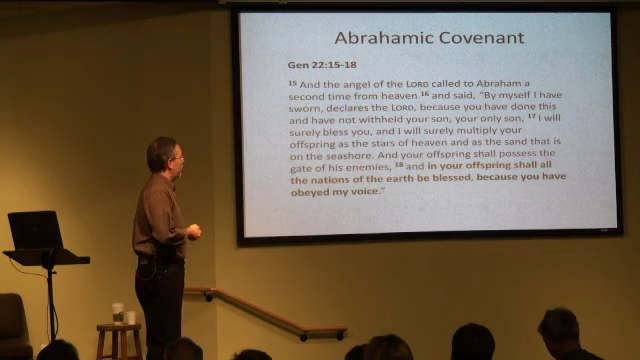 Abrahamic Covenant
Gen 22:15-18
15 And the angel of the LORD called to Abraham a
second time from heaven 16 and said, “By myself I have
sworn, declares the LORD, because you have done this
and have not withheld your son, your only son, 17 I will
surely bless you, and I will surely multiply your
offspring as the stars of heaven and as the sand that is
on the seashore. And your offspring shall possess the
gate of his enemies, 18 and in your offspring shall all
the nations of the earth be blessed, because you have
obeyed my voice.”